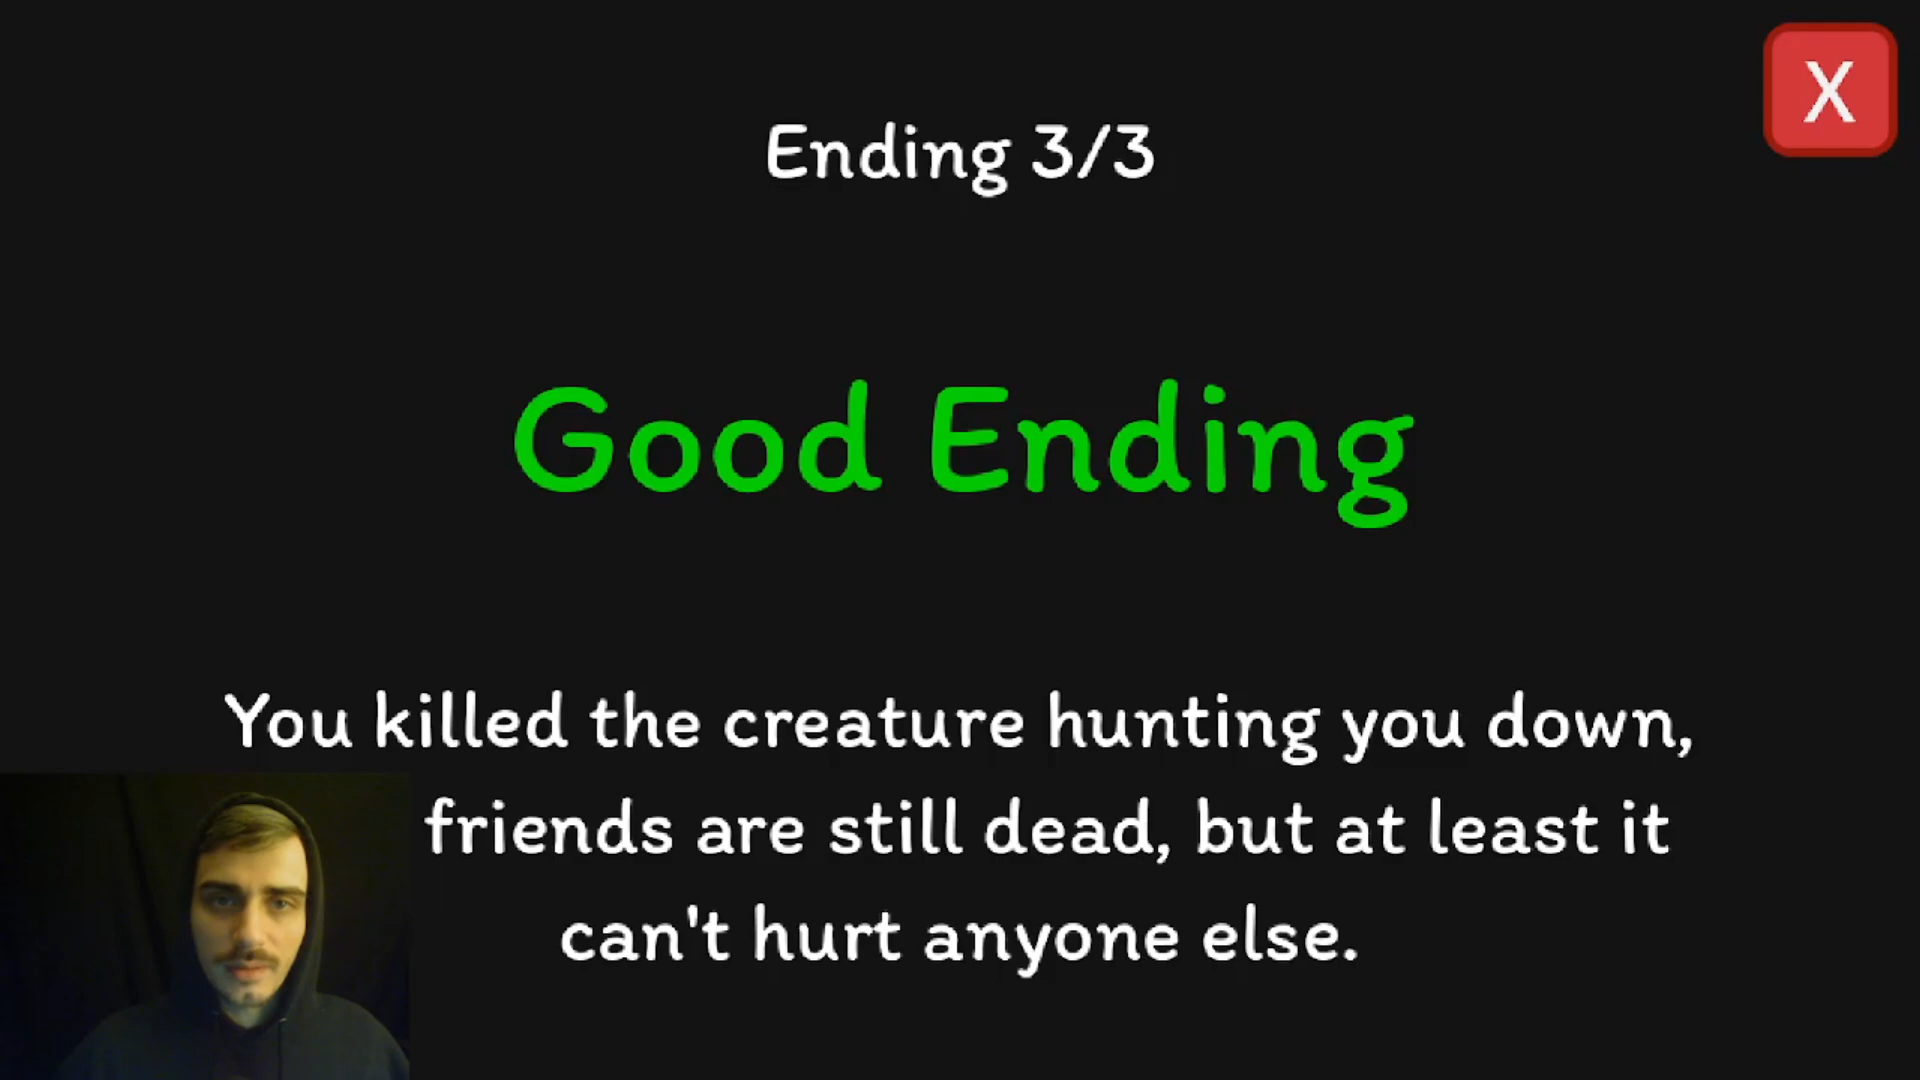 X
Ending 3/3
Good Ending
You killed the creature hunting you down,
friends are still dead, but at least it
can't hurt anyone else.